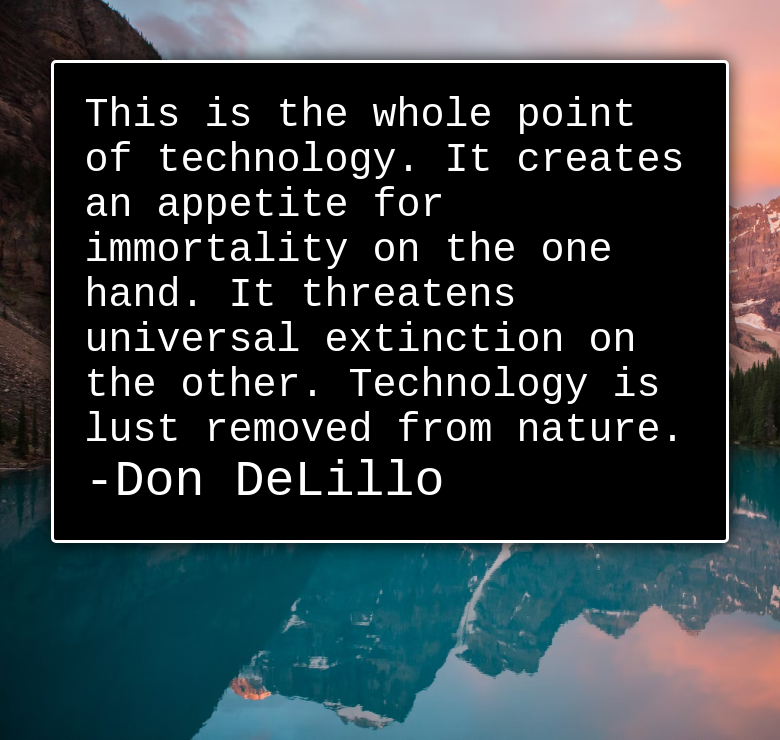 This is the whole point
of technology. It creates
an appetite for
immortality on the one
hand. It threatens
universal extinction on
the other. Technology is
lust removed from nature.
-Don DeLillo